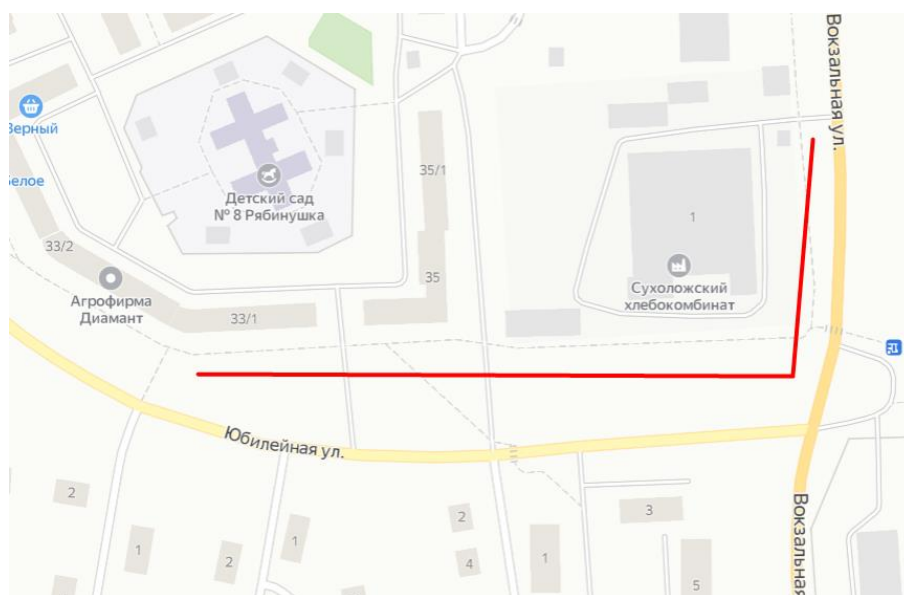 Вокзальная ул.
Верный
Белое
Детский сад
№ 8 Рябинушка
35/1
1
33/2
35
Агрофирма
Диамант
Сухоложский
хлебокомбинат
33/1
Юбилейная ул.
2
1
2
1
2
4
1
3
5
Вокзальная